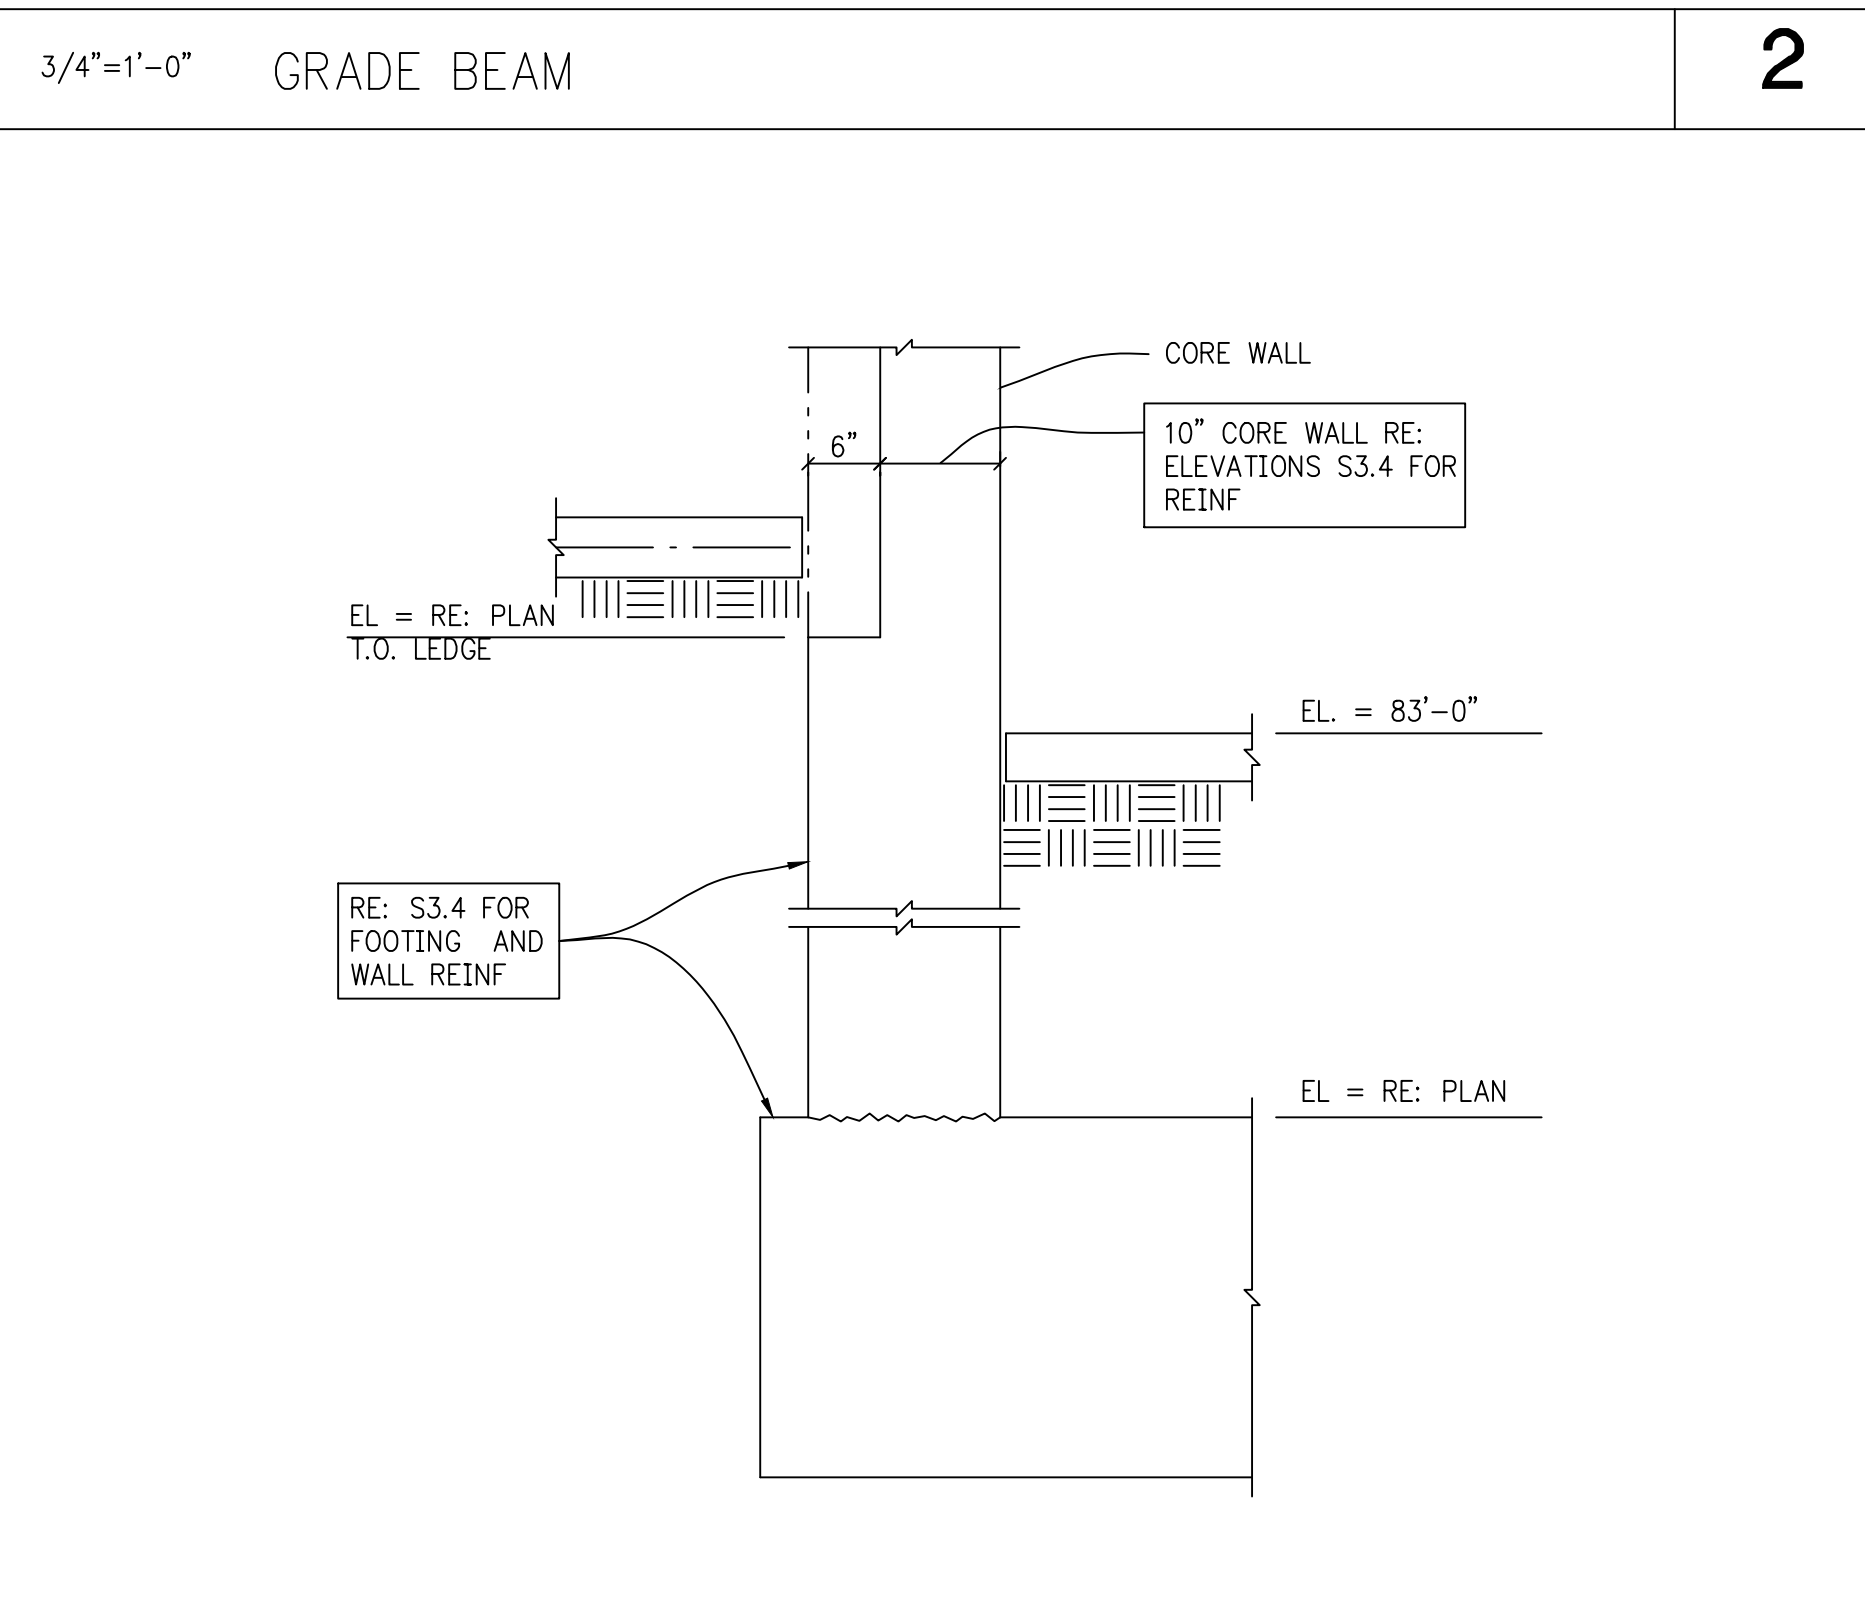 3/4”=1’-0” GRADE BEAM
2
CORE WALL
10” CORE WALL RE:
ELEVATIONS S3.4 FOR
REINF
6”
EL = RE: PLAN
T.O. LEDGE
EL. = 83’-0”
RE: S3.4 FOR
FOOTING AND
WALL REINF
EL = RE: PLAN